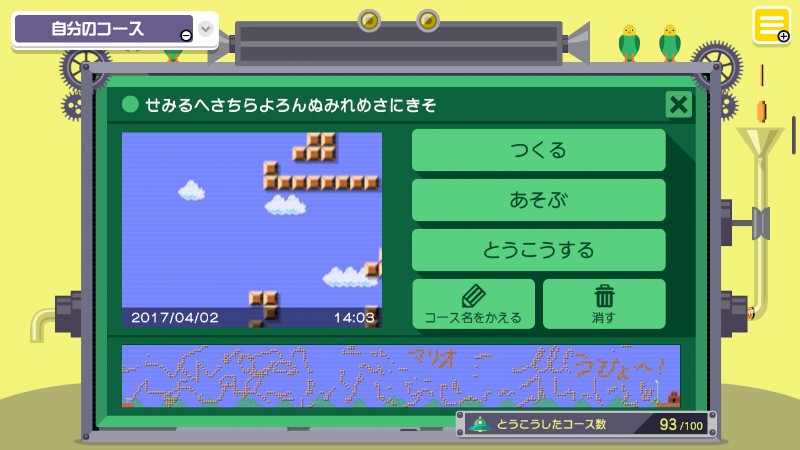 自分のコース
せみるへさちらよろんぬみれめさにきそ
つくる
あそぶ
とうこうする
コース名をかえる
消す
2017/04/02 14:03
マリオ
うひょ〜!
とうこうしたコース数 93/100